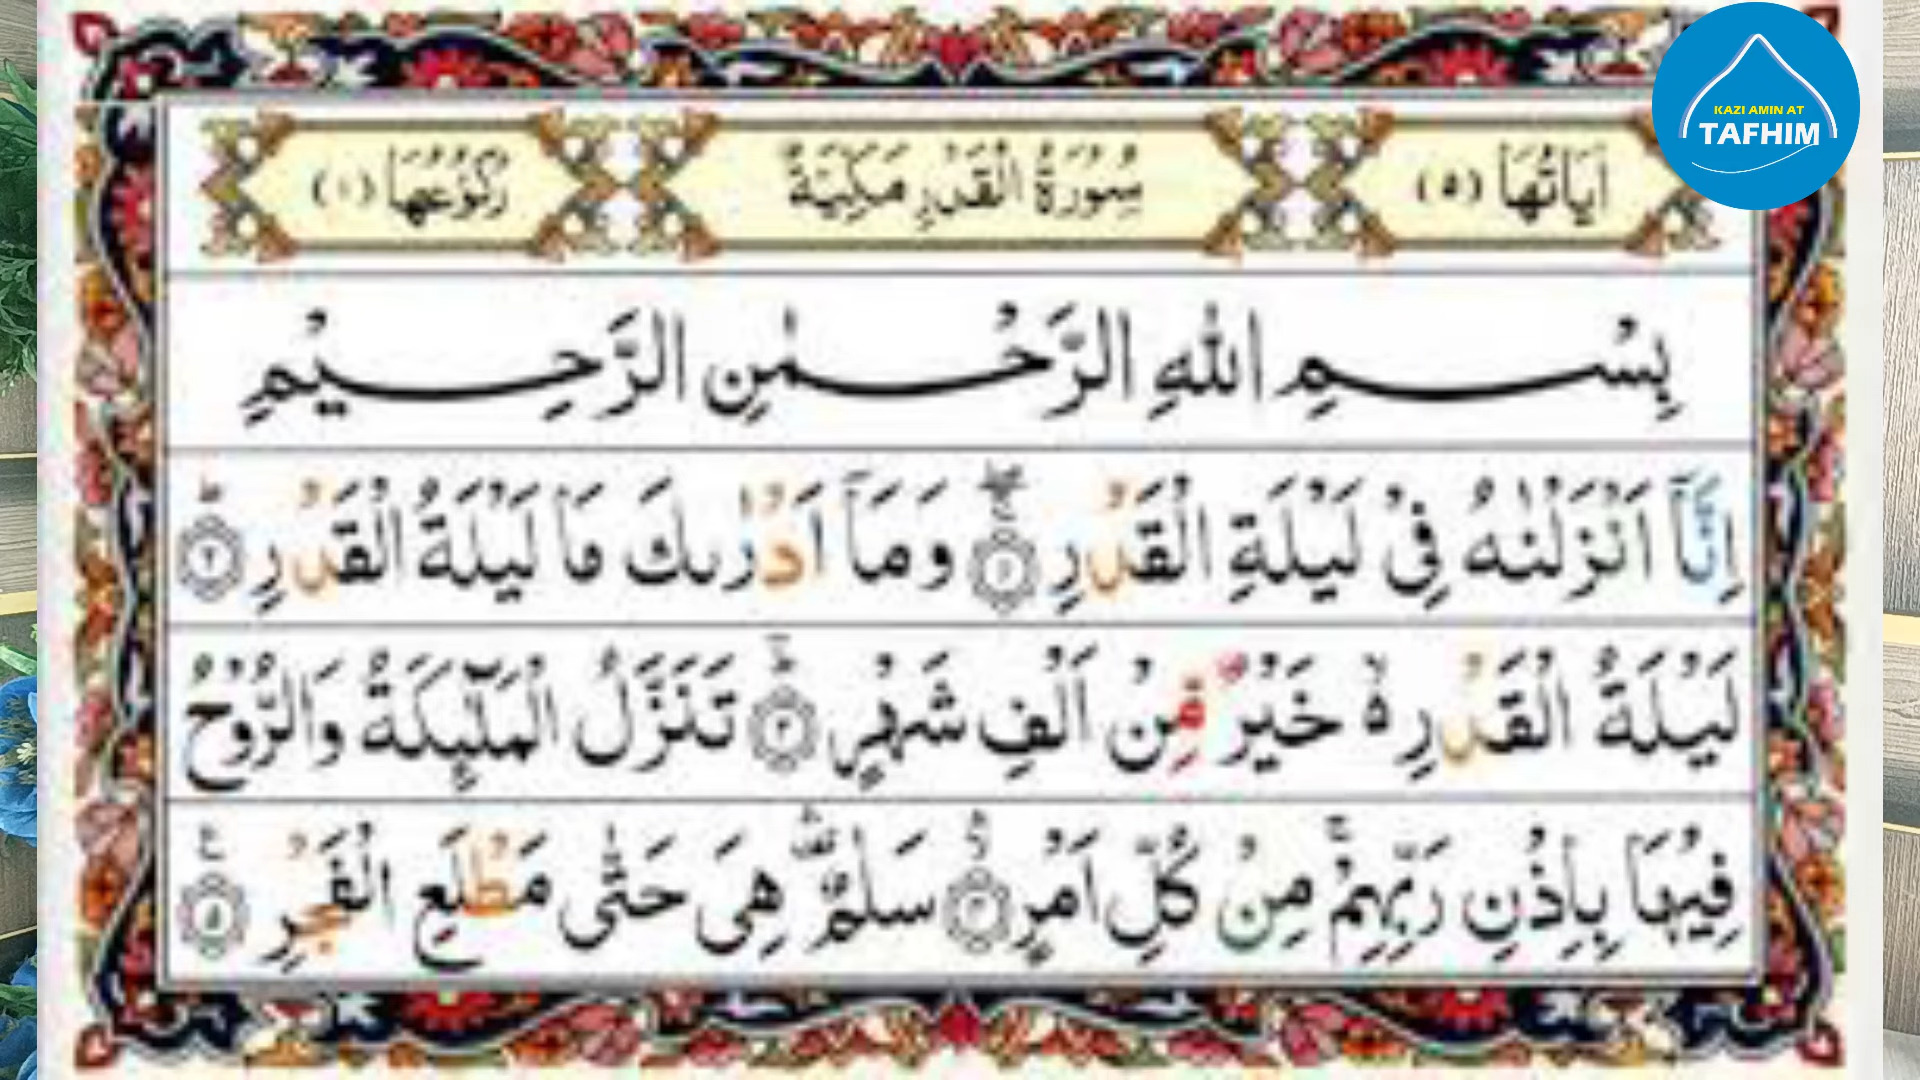 KAZI AMIN AT
TAFHIM
اٰيَاتُهَا (٥) سُوْرَةُ الْقَدْرِ مَكِّيَّةٌ رُكُوْعُهَا (١)
بِسْمِ اللّٰهِ الرَّحْمٰنِ الرَّحِيْمِ
اِنَّاۤ اَنْزَلْنٰهُ فِىْ لَيْلَةِ الْقَدْرِ ۖۚ ﴿١﴾ وَمَاۤ اَدْرٰىكَ مَا لَيْلَةُ الْقَدْرِؕ ﴿٢﴾
لَيْلَةُ الْقَدْرِ ۙ خَيْرٌ مِّنْ اَلْفِ شَهْرٍؕ ﴿٣﴾ تَنَزَّلُ الْمَلٰٓئِكَةُ وَالرُّوْحُ
فِيْهَا بِاِذْنِ رَبِّهِمْۚ مِنْ كُلِّ اَمْرٍ ۛۙ ﴿٤﴾ سَلٰمٌ ۛ هِىَ حَتّٰى مَطْلَعِ الْفَجْرِ ﴿٥﴾ ع